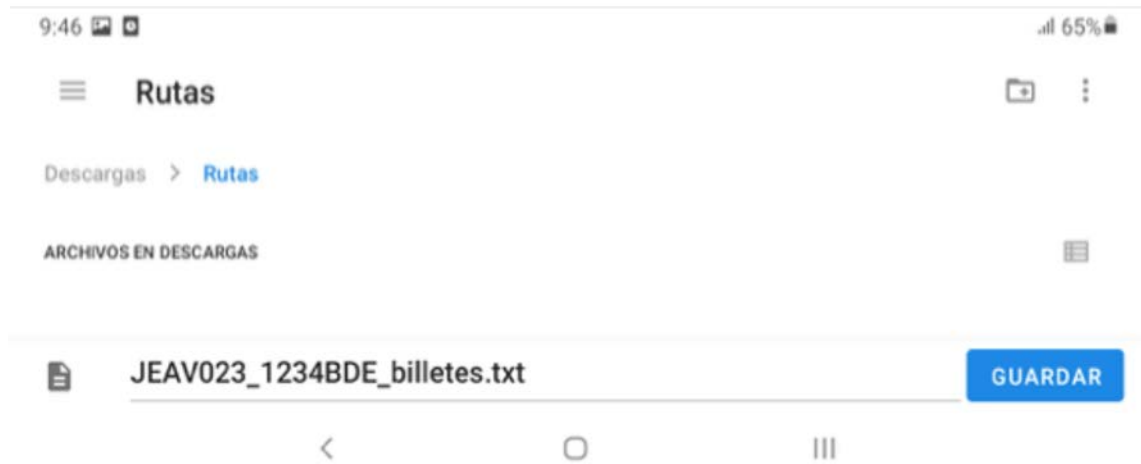 9:46 65%
Rutas
Descargas > Rutas
ARCHIVOS EN DESCARGAS
JEAV023_1234BDE_billetes.txt GUARDAR